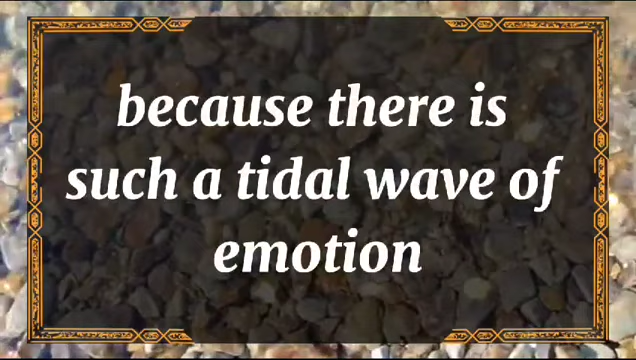 because there is
such a tidal wave of
emotion